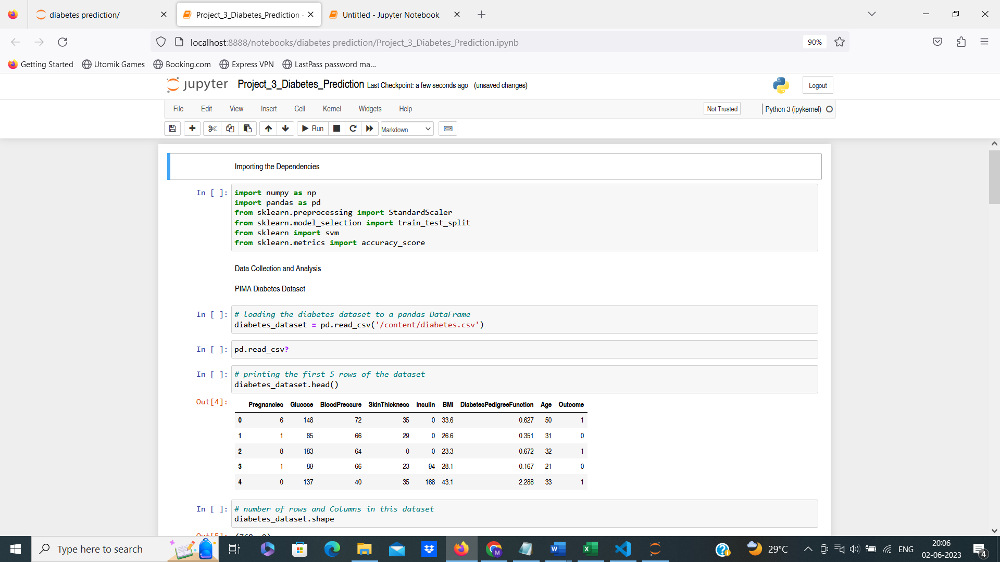 diabetes prediction/
Project_3_Diabetes_Prediction -
Untitled - Jupyter Notebook
localhost:8888/notebooks/diabetes prediction/Project_3_Diabetes_Prediction.ipynb
90%
Getting Started
Utomik Games
Booking.com
Express VPN
LastPass password ma...
jupyter
Project_3_Diabetes_Prediction Last Checkpoint: a few seconds ago (unsaved changes)
Logout
File Edit View Insert Cell Kernel Widgets Help
Not Trusted
Python 3 (ipykernel)
Run
Markdown
Importing the Dependencies
In [ ]: import numpy as np
import pandas as pd
from sklearn.preprocessing import StandardScaler
from sklearn.model_selection import train_test_split
from sklearn import svm
from sklearn.metrics import accuracy_score
Data Collection and Analysis
PIMA Diabetes Dataset
In [ ]: # loading the diabetes dataset to a pandas DataFrame
diabetes_dataset = pd.read_csv('/content/diabetes.csv')
In [ ]: pd.read_csv?
In [ ]: # printing the first 5 rows of the dataset
diabetes_dataset.head()
Out[4]:
Pregnancies Glucose BloodPressure SkinThickness Insulin BMI DiabetesPedigreeFunction Age Outcome
0 6 148 72 35 0 33.6 0.627 50 1
1 1 85 66 29 0 26.6 0.351 31 0
2 8 183 64 0 0 23.3 0.672 32 1
3 1 89 66 23 94 28.1 0.167 21 0
4 0 137 40 35 168 43.1 2.288 33 1
In [ ]: # number of rows and Columns in this dataset
diabetes_dataset.shape
Out[5]: (768, 9)
Type here to search
29°C
ENG
20:06
02-06-2023
4